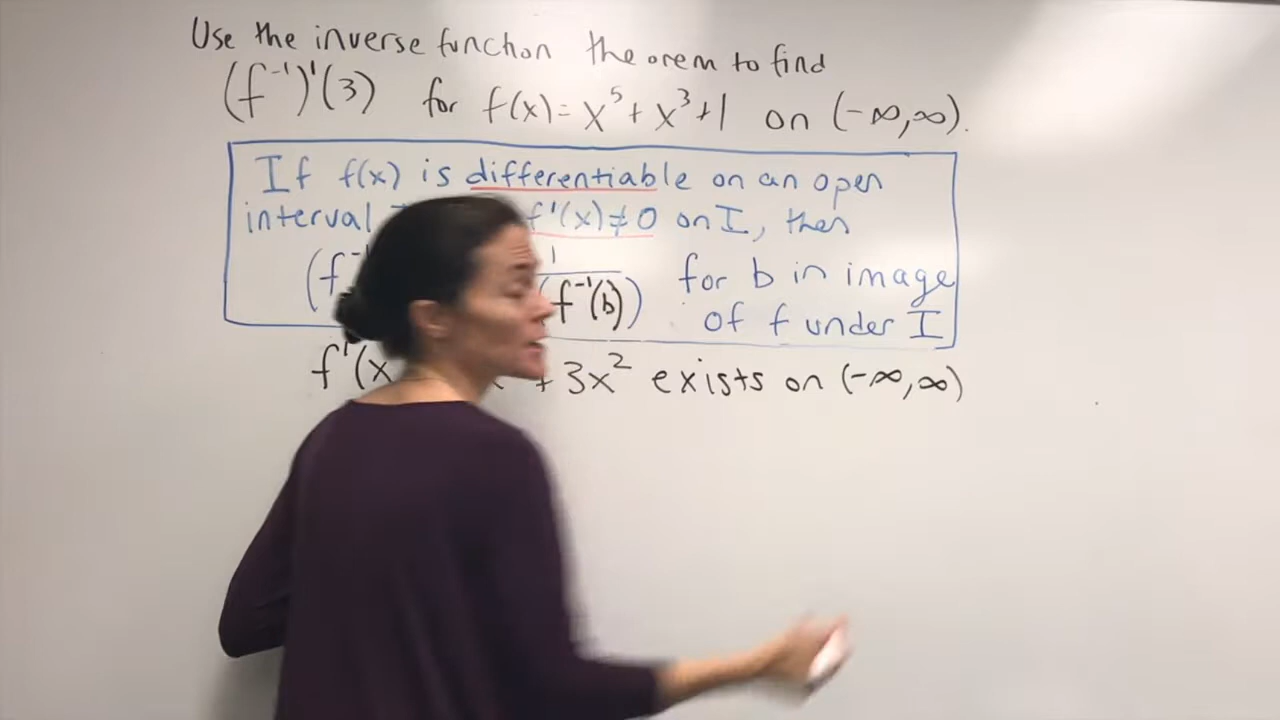 Use the inverse function theorem to find
(f⁻¹)'(3) for f(x)= x⁵ + x³ + 1 on (-∞,∞).
If f(x) is differentiable on an open
interval f'(x)≠0 on I, then
(f⁻¹ 1/(f⁻¹(b)) for b in image
of f under I
f'(x + 3x² exists on (-∞,∞)